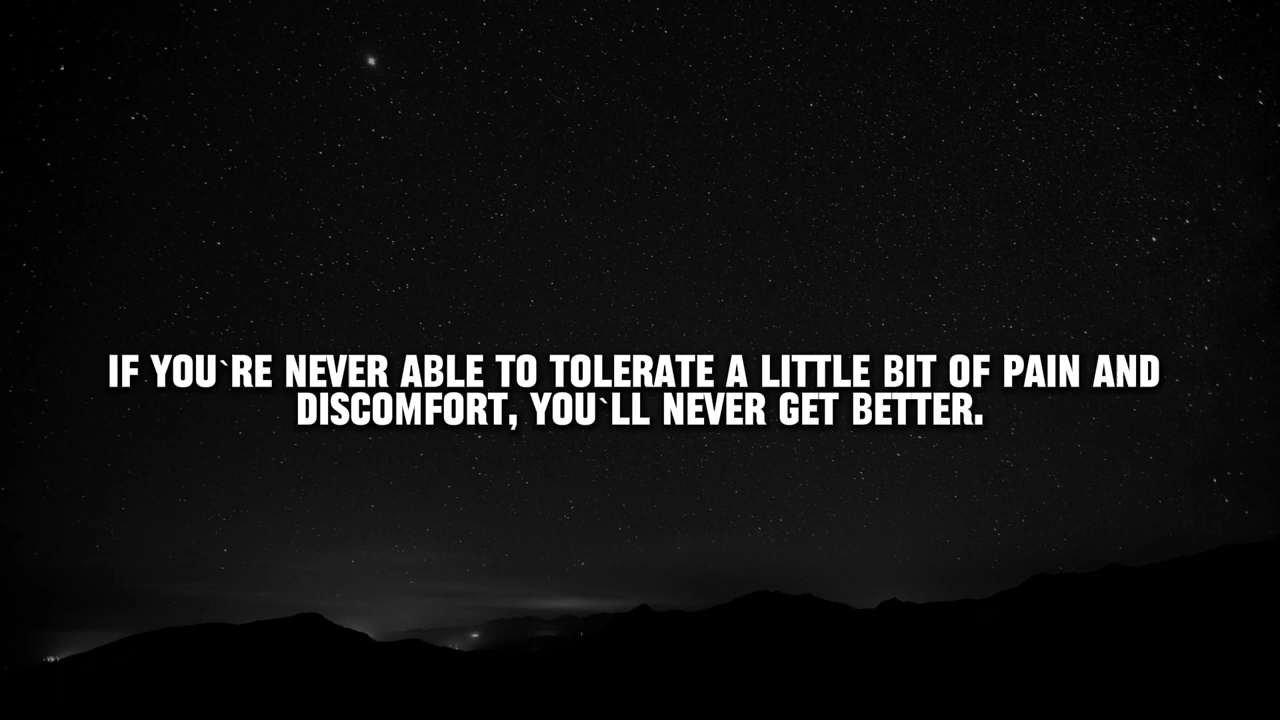 IF YOU`RE NEVER ABLE TO TOLERATE A LITTLE BIT OF PAIN AND
DISCOMFORT, YOU`LL NEVER GET BETTER.